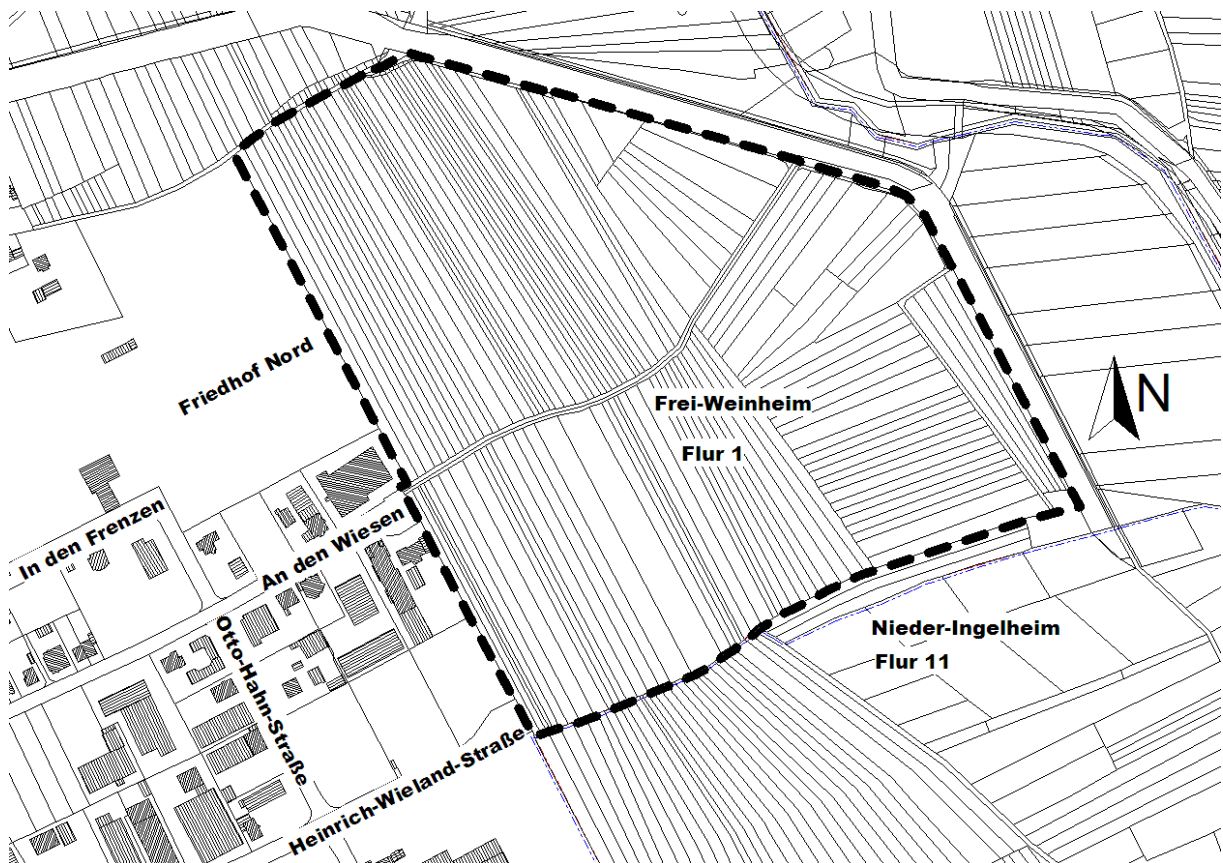 Friedhof Nord
N
Frei-Weinheim
Flur 1
In den Frenzen
An den Wiesen
Otto-Hahn-Straße
Nieder-Ingelheim
Flur 11
Heinrich-Wieland-Straße